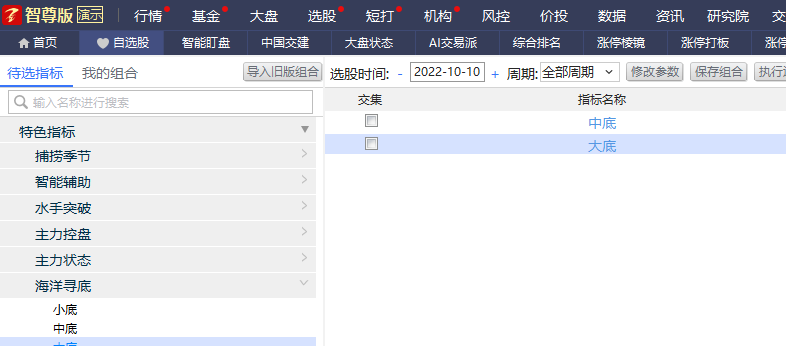 智尊版 演示 行情 基金 大盘 选股 短打 机构 风控 价投 数据 资讯 研究院
首页 自选股 智能盯盘 中国交建 大盘状态 AI交易派 综合排名 涨停棱镜 涨停打板
待选指标 我的组合 导入旧版组合 选股时间: - 2022-10-10 + 周期: 全部周期 修改参数 保存组合
输入名称进行搜索 交集 指标名称
特色指标 中底
捕捞季节 大底
智能辅助
水手突破
主力控盘
主力状态
海洋寻底
小底
中底